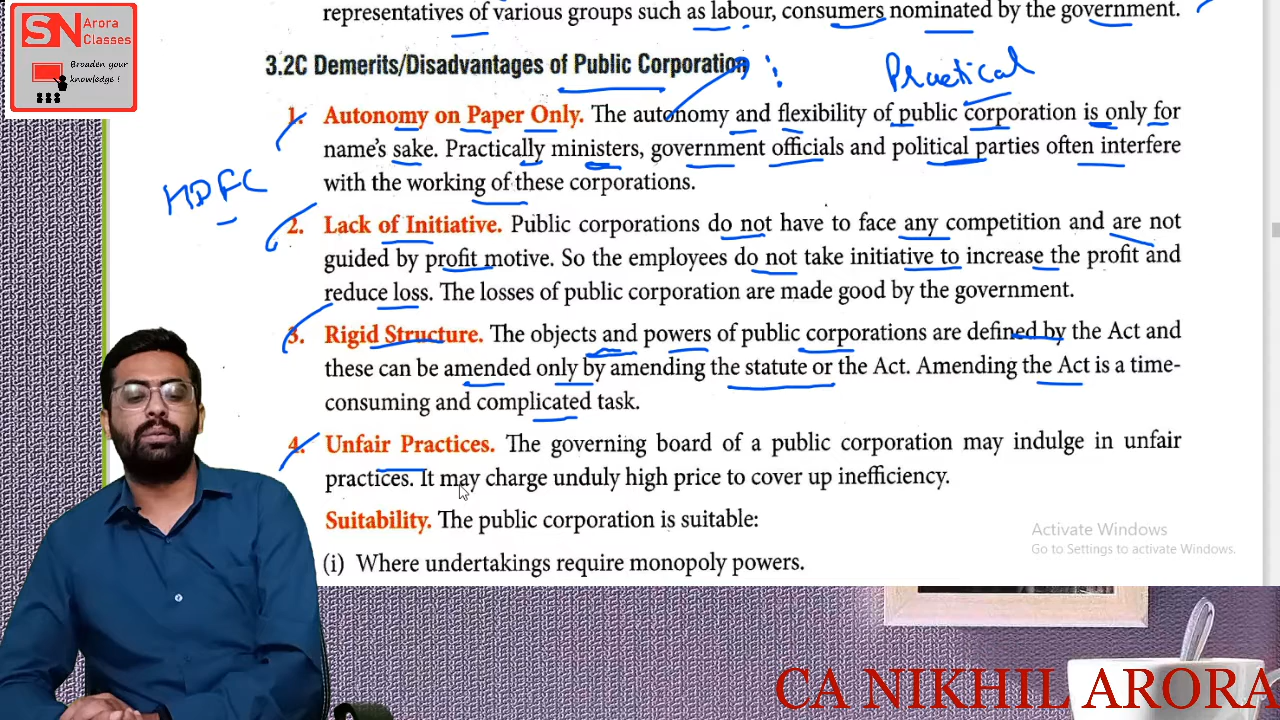 SN Arora
Classes
Broaden your
knowledge !
representatives of various groups such as labour, consumers nominated by the government.
3.2C Demerits/Disadvantages of Public Corporation
Practical
1. Autonomy on Paper Only. The autonomy and flexibility of public corporation is only for
name's sake. Practically ministers, government officials and political parties often interfere
with the working of these corporations.
HDFC
2. Lack of Initiative. Public corporations do not have to face any competition and are not
guided by profit motive. So the employees do not take initiative to increase the profit and
reduce loss. The losses of public corporation are made good by the government.
3. Rigid Structure. The objects and powers of public corporations are defined by the Act and
these can be amended only by amending the statute or the Act. Amending the Act is a time-
consuming and complicated task.
4. Unfair Practices. The governing board of a public corporation may indulge in unfair
practices. It may charge unduly high price to cover up inefficiency.
Suitability. The public corporation is suitable:
(i) Where undertakings require monopoly powers.
Activate Windows
Go to Settings to activate Windows.
CA NIKHIL ARORA